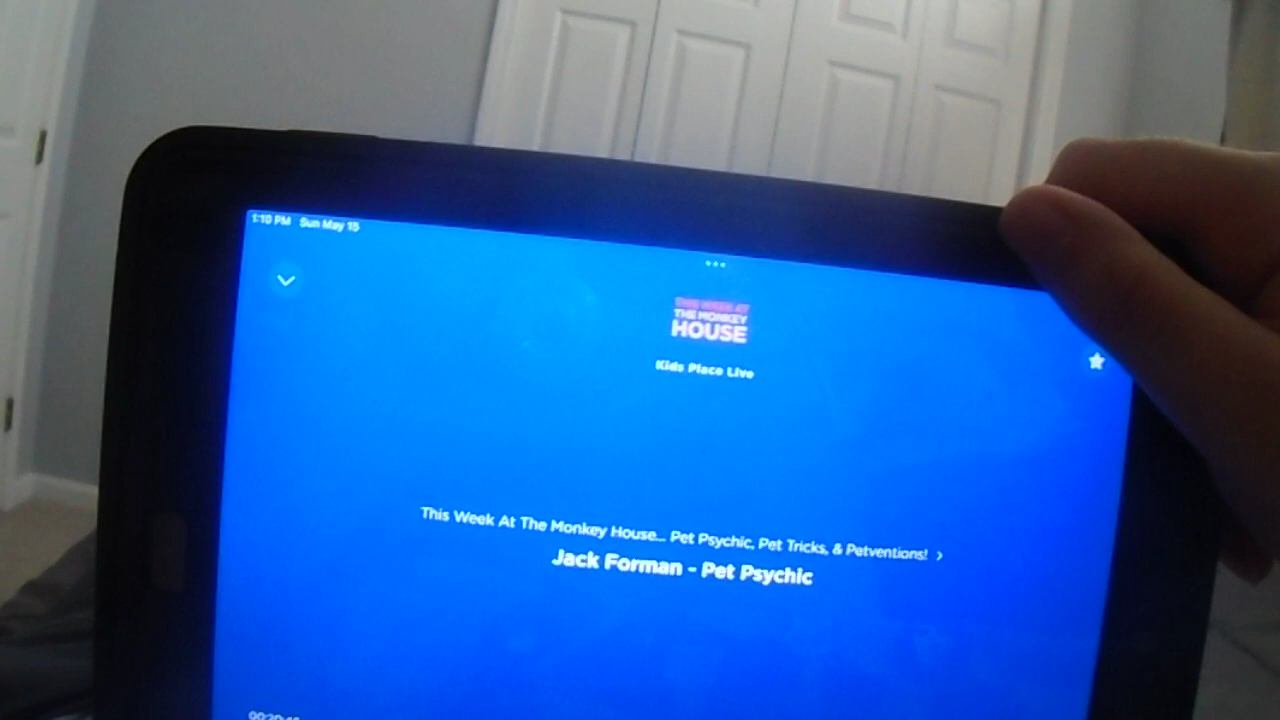 1:10 PM Sun May 15
THIS WEEK AT
THE MONKEY
HOUSE
Kids Place Live
This Week At The Monkey House... Pet Psychic, Pet Tricks, & Petventions!
Jack Forman - Pet Psychic